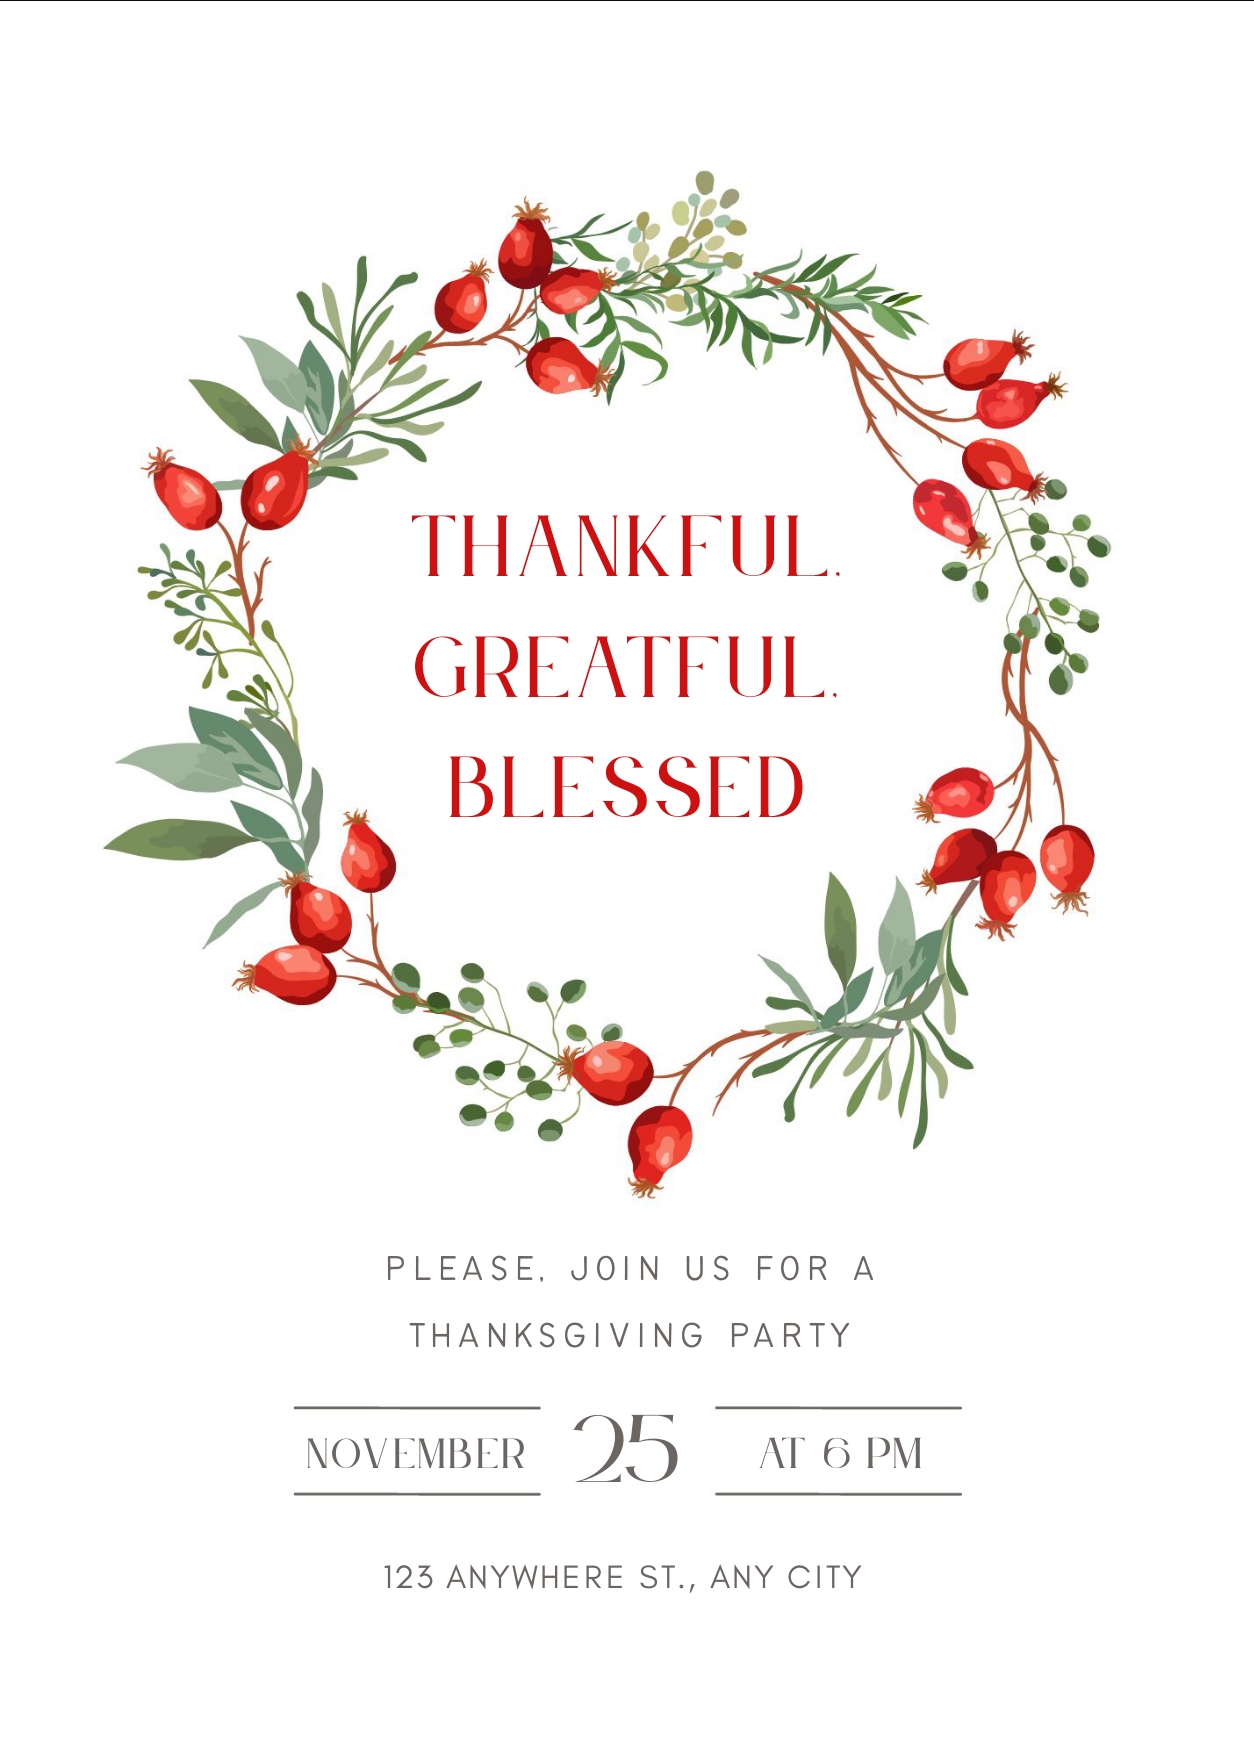 THANKFUL.
GREATFUL.
BLESSED
PLEASE, JOIN US FOR A
THANKSGIVING PARTY
NOVEMBER 25 AT 6 PM
123 ANYWHERE ST., ANY CITY